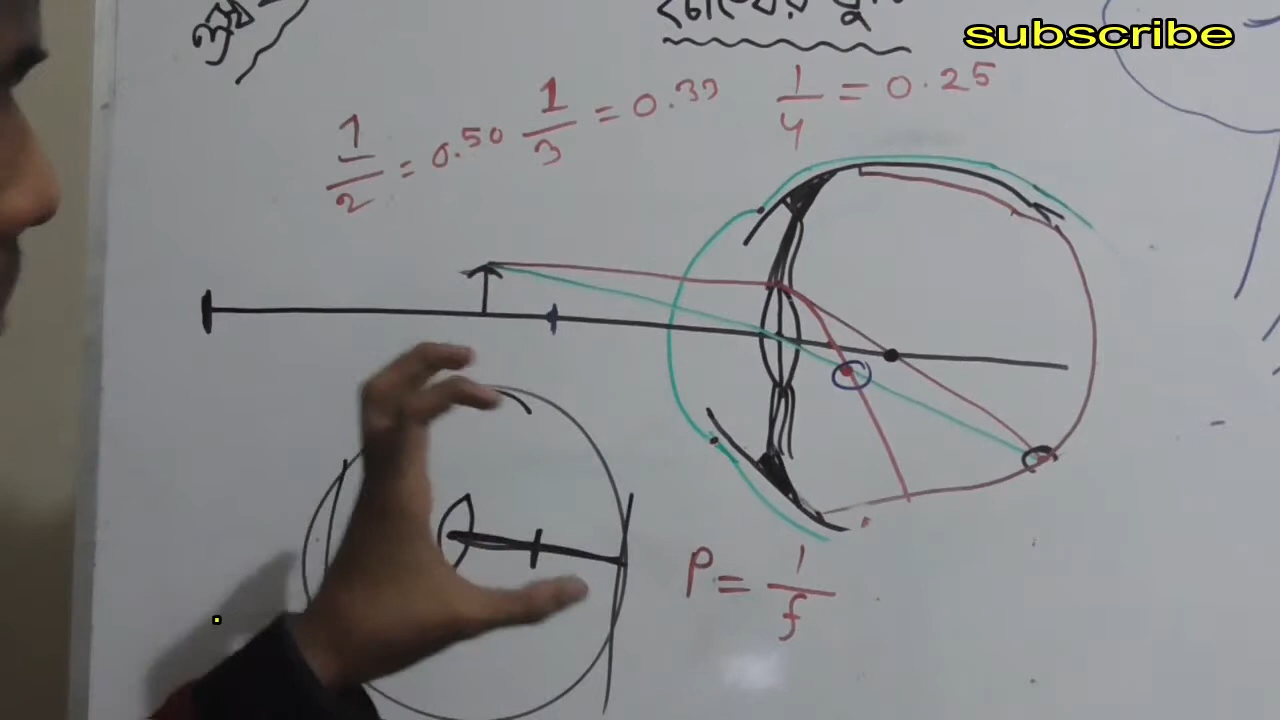 চোখের
subscribe
1/2 = 0.50
1/3 = 0.33
1/4 = 0.25
P = 1/f